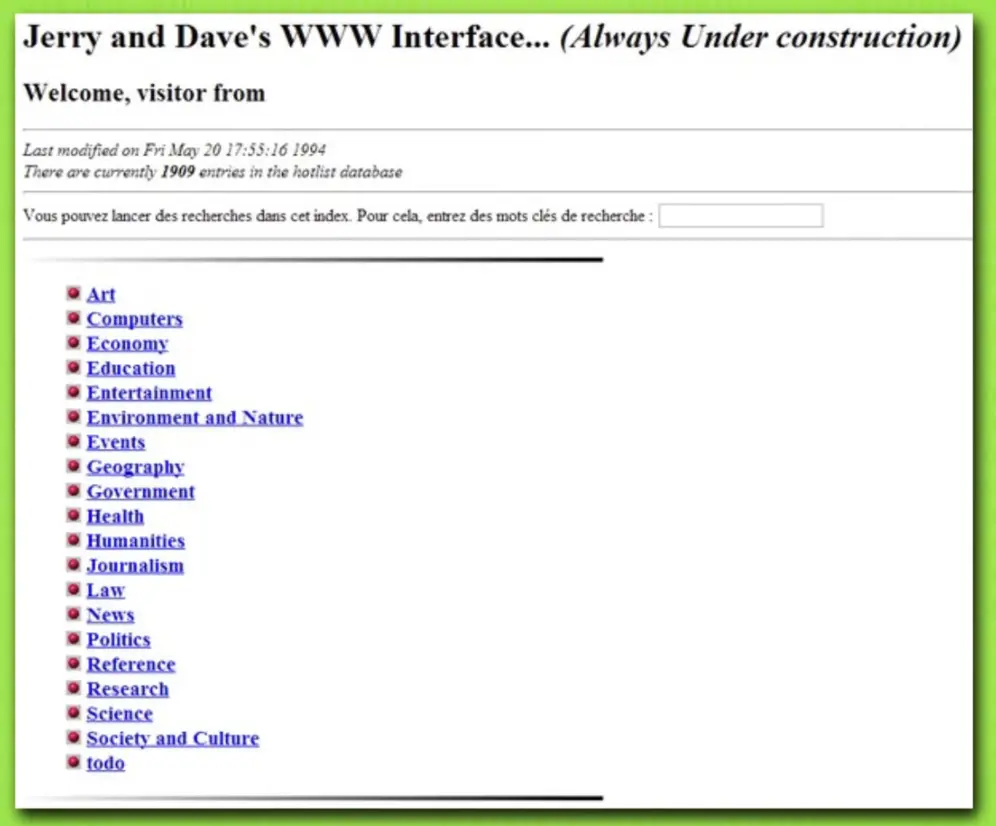 Jerry and Dave's WWW Interface... (Always Under construction)
Welcome, visitor from
Last modified on Fri May 20 17:55:16 1994
There are currently 1909 entries in the hotlist database
Vous pouvez lancer des recherches dans cet index. Pour cela, entrez des mots clés de recherche :
Art
Computers
Economy
Education
Entertainment
Environment and Nature
Events
Geography
Government
Health
Humanities
Journalism
Law
News
Politics
Reference
Research
Science
Society and Culture
todo